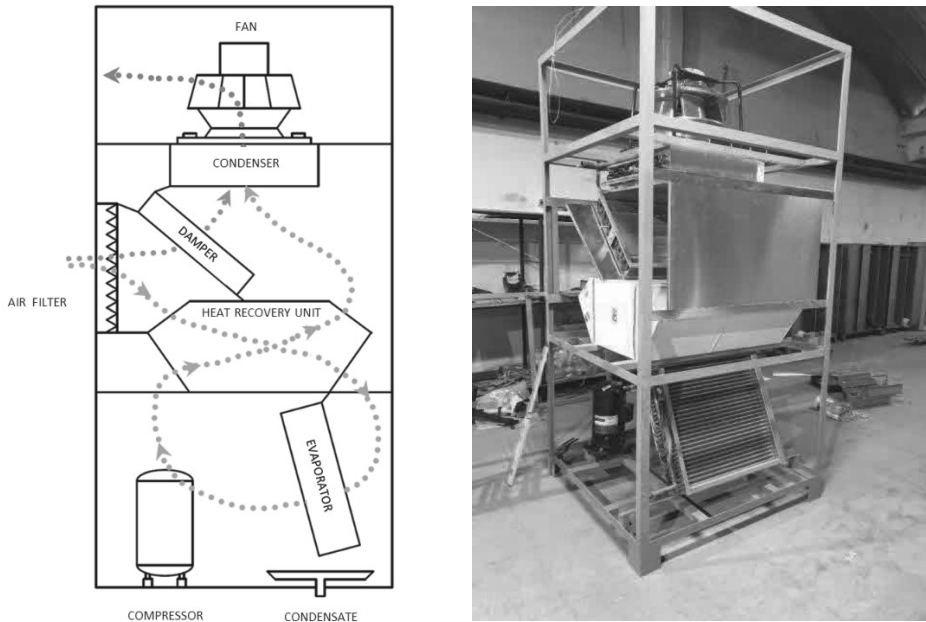 FAN
CONDENSER
DAMPER
AIR FILTER
HEAT RECOVERY UNIT
EVAPORATOR
COMPRESSOR
CONDENSATE